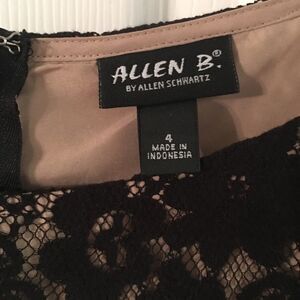 ALLEN B.®
BY ALLEN SCHWARTZ
4
MADE IN
INDONESIA